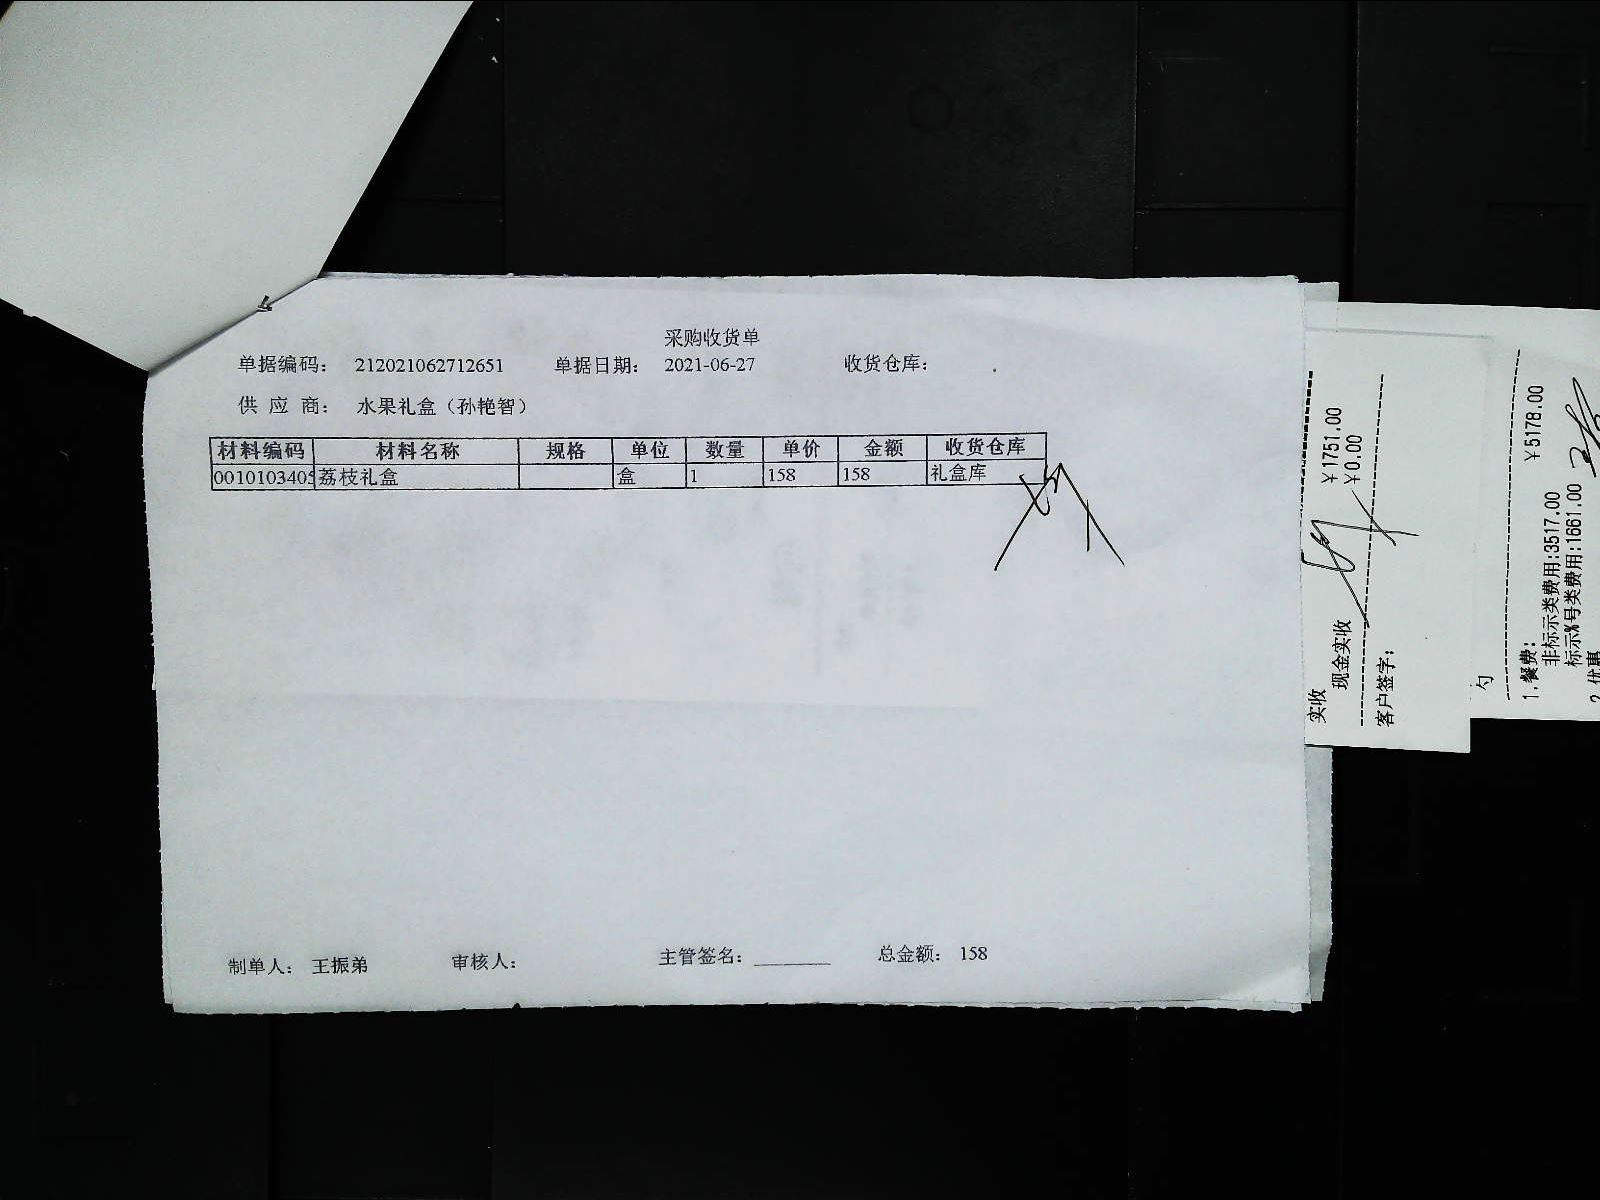 采购收货单
单据编码： 212021062712651 单据日期： 2021-06-27 收货仓库：
供 应 商： 水果礼盒（孙艳智）
材料编码 材料名称 规格 单位 数量 单价 金额 收货仓库
0010103405 荔枝礼盒 盒 1 158 158 礼盒库
制单人： 王振弟 审核人： 主管签名： 总金额： 158
实收 ¥1751.00
现金实收 ¥0.00
客户签字：
1.餐费： ¥5178.00
非标示类费用:3517.00
标示%号类费用:1661.00